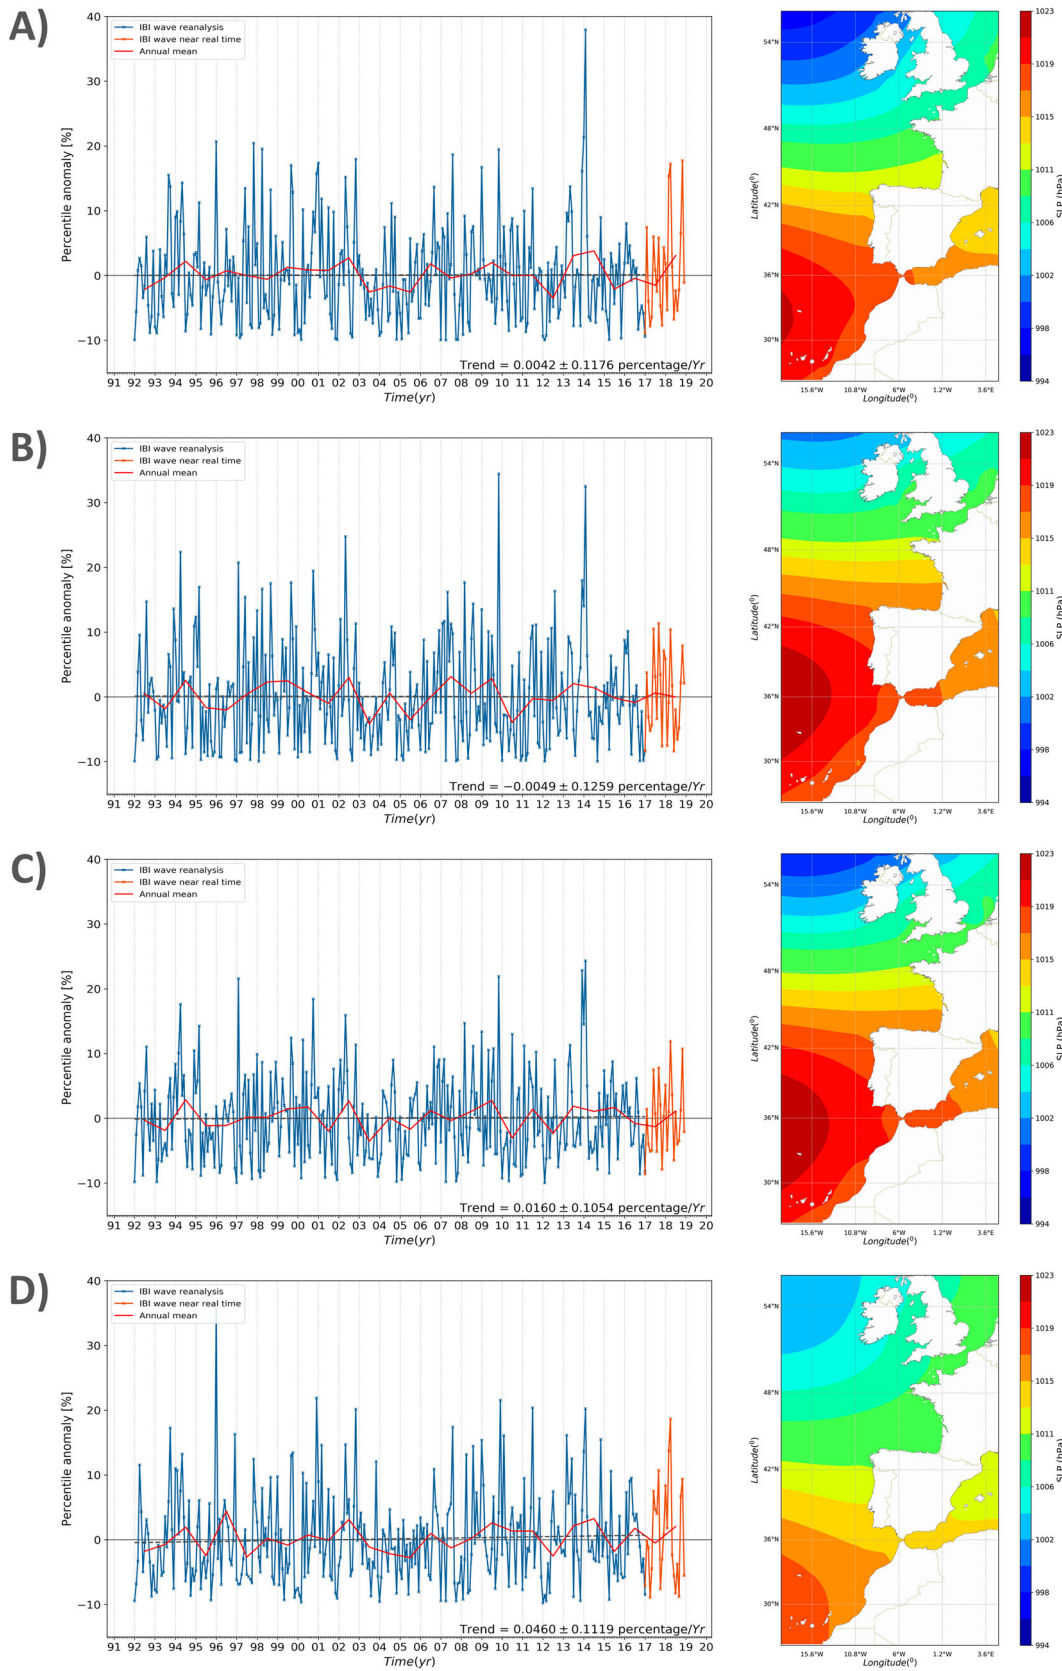 A)
40
30
20
10
0
−10
Percentile anomaly [%]
IBI wave reanalysis
IBI wave near real time
Annual mean
Trend = 0.0042 ± 0.1176 percentage/Yr
91 92 93 94 95 96 97 98 99 00 01 02 03 04 05 06 07 08 09 10 11 12 13 14 15 16 17 18 19 20
Time(yr)
54°N
48°N
42°N
36°N
30°N
Latitude(⁰)
15.6°W 10.8°W 6°W 1.2°W 3.6°E
Longitude(⁰)
1023
1019
1015
1011
1006
1002
998
994
SLP (hPa)
B)
40
30
20
10
0
−10
Percentile anomaly [%]
IBI wave reanalysis
IBI wave near real time
Annual mean
Trend = −0.0049 ± 0.1259 percentage/Yr
91 92 93 94 95 96 97 98 99 00 01 02 03 04 05 06 07 08 09 10 11 12 13 14 15 16 17 18 19 20
Time(yr)
54°N
48°N
42°N
36°N
30°N
Latitude(⁰)
15.6°W 10.8°W 6°W 1.2°W 3.6°E
Longitude(⁰)
1023
1019
1015
1011
1006
1002
998
994
SLP (hPa)
C)
40
30
20
10
0
−10
Percentile anomaly [%]
IBI wave reanalysis
IBI wave near real time
Annual mean
Trend = 0.0160 ± 0.1054 percentage/Yr
91 92 93 94 95 96 97 98 99 00 01 02 03 04 05 06 07 08 09 10 11 12 13 14 15 16 17 18 19 20
Time(yr)
54°N
48°N
42°N
36°N
30°N
Latitude(⁰)
15.6°W 10.8°W 6°W 1.2°W 3.6°E
Longitude(⁰)
1023
1019
1015
1011
1006
1002
998
994
SLP (hPa)
D)
40
30
20
10
0
−10
Percentile anomaly [%]
IBI wave reanalysis
IBI wave near real time
Annual mean
Trend = 0.0460 ± 0.1119 percentage/Yr
91 92 93 94 95 96 97 98 99 00 01 02 03 04 05 06 07 08 09 10 11 12 13 14 15 16 17 18 19 20
Time(yr)
54°N
48°N
42°N
36°N
30°N
Latitude(⁰)
15.6°W 10.8°W 6°W 1.2°W 3.6°E
Longitude(⁰)
1023
1019
1015
1011
1006
1002
998
994
SLP (hPa)